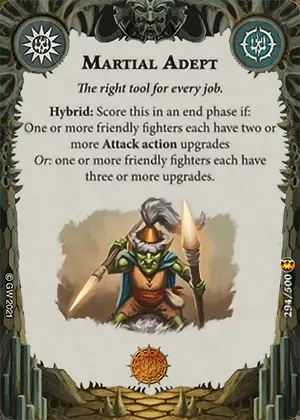 MARTIAL ADEPT
The right tool for every job.
Hybrid: Score this in an end phase if:
One or more friendly fighters each have two or
more Attack action upgrades
Or: one or more friendly fighters each have
three or more upgrades.
© GW 2021
294/500